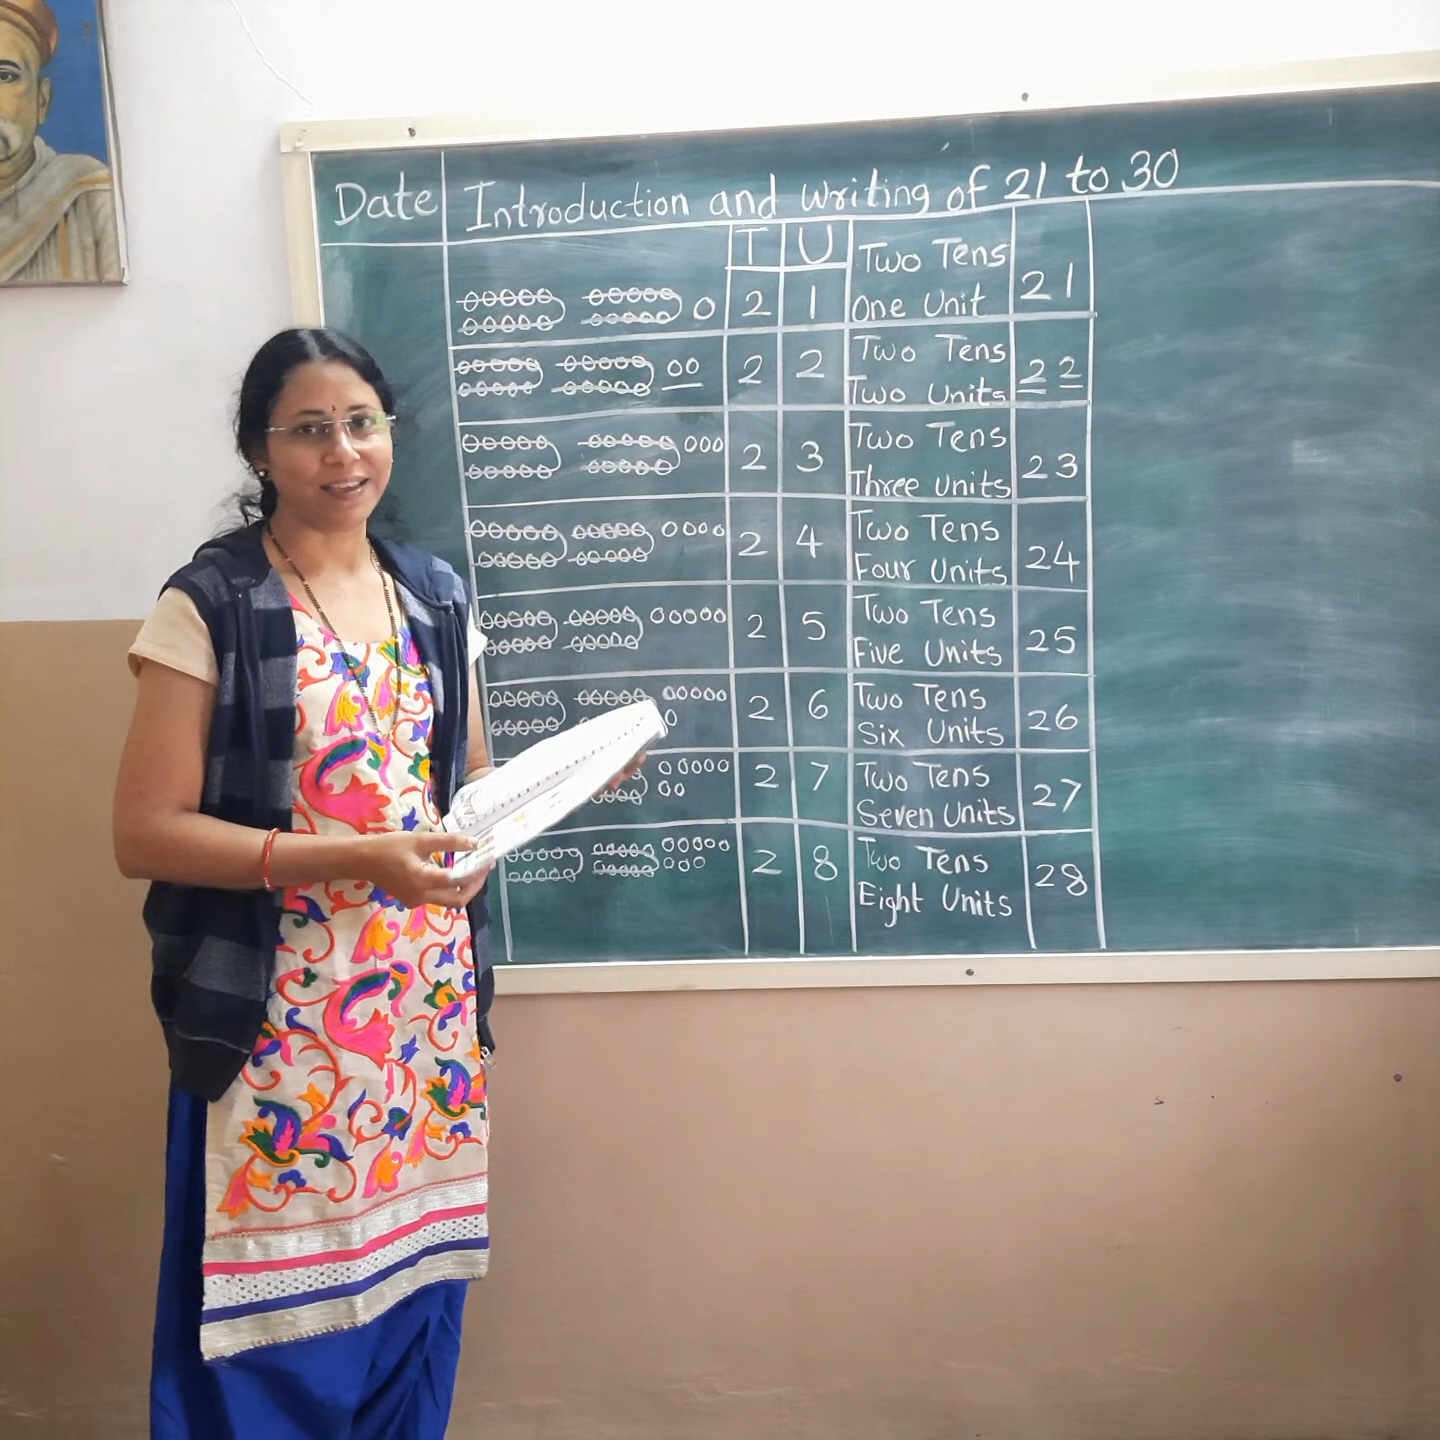 Date Introduction and writing of 21 to 30
T U
2 1 Two Tens One Unit 21
2 2 Two Tens Two Units 22
2 3 Two Tens Three Units 23
2 4 Two Tens Four Units 24
2 5 Two Tens Five Units 25
2 6 Two Tens Six Units 26
2 7 Two Tens Seven Units 27
2 8 Two Tens Eight Units 28